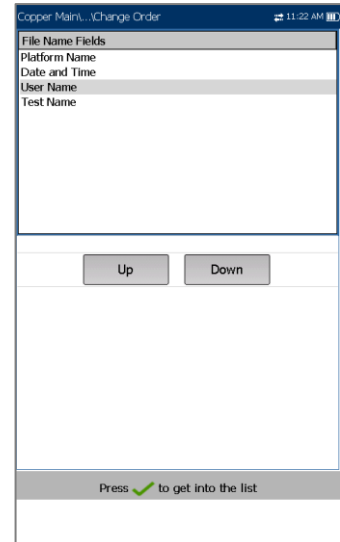 Copper Main\...\Change Order 11:22 AM
File Name Fields
Platform Name
Date and Time
User Name
Test Name
Up Down
Press to get into the list